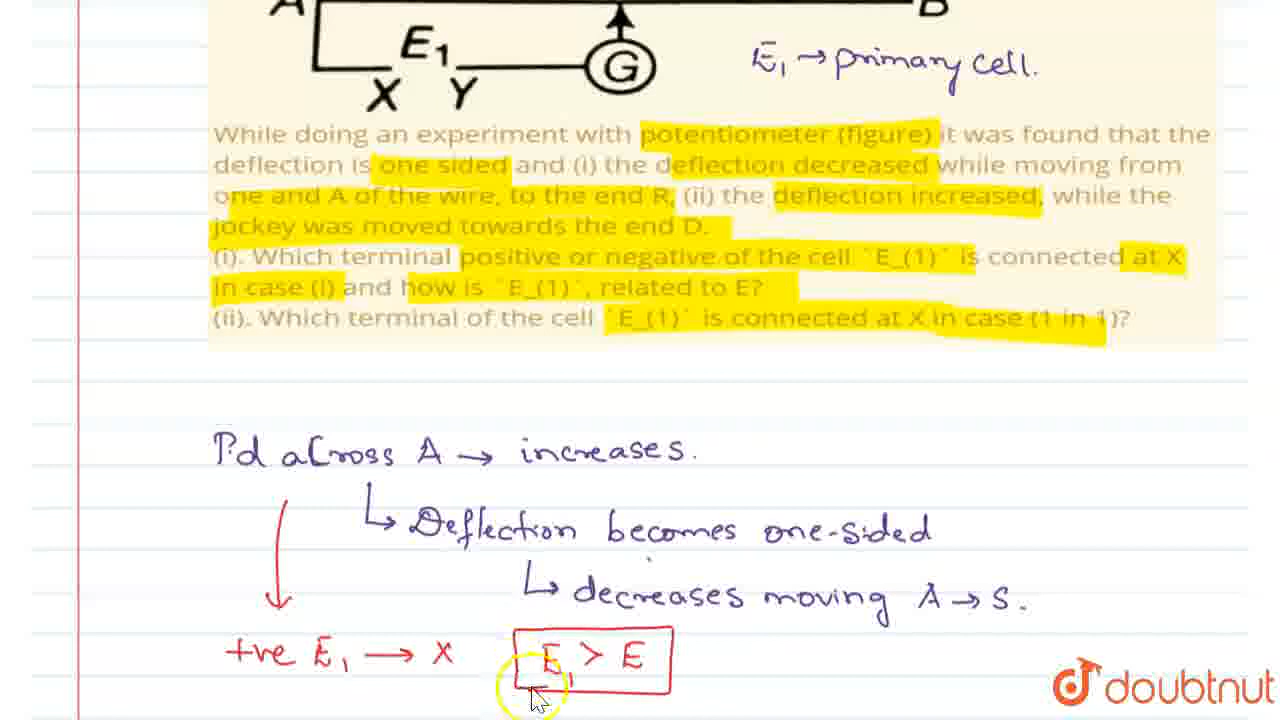 A B
E1
G
X Y
E1 → primary cell.
While doing an experiment with potentiometer (figure) it was found that the
deflection is one sided and (i) the deflection decreased while moving from
one and A of the wire, to the end R, (ii) the deflection increased, while the
jockey was moved towards the end D.
(i). Which terminal positive or negative of the cell `E_(1)` is connected at X
in case (i) and how is `E_(1)`, related to E?
(ii). Which terminal of the cell `E_(1)` is connected at X in case (1 in 1)?
P.d across A → increases.
↳ Deflection becomes one-sided
↳ decreases moving A → S.
+ve E1 → X E1 > E
doubtnut